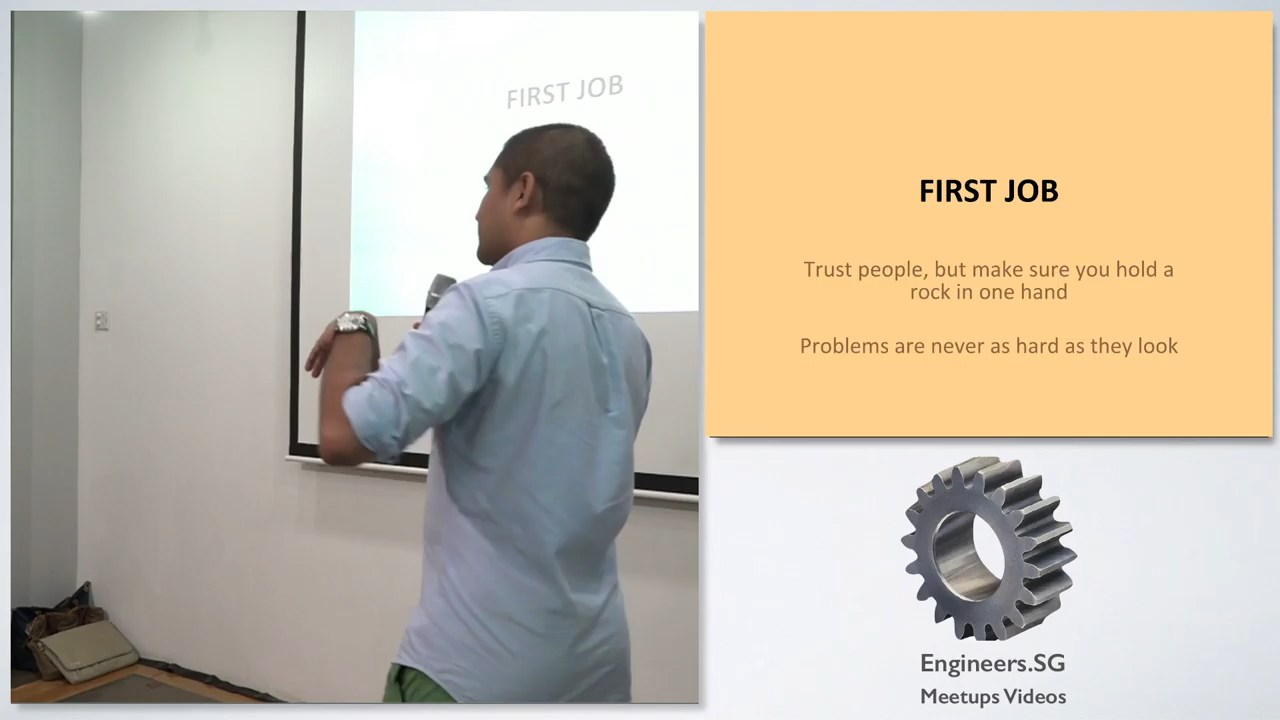 FIRST JOB
FIRST JOB
Trust people, but make sure you hold a
rock in one hand
Problems are never as hard as they look
Engineers.SG
Meetups Videos